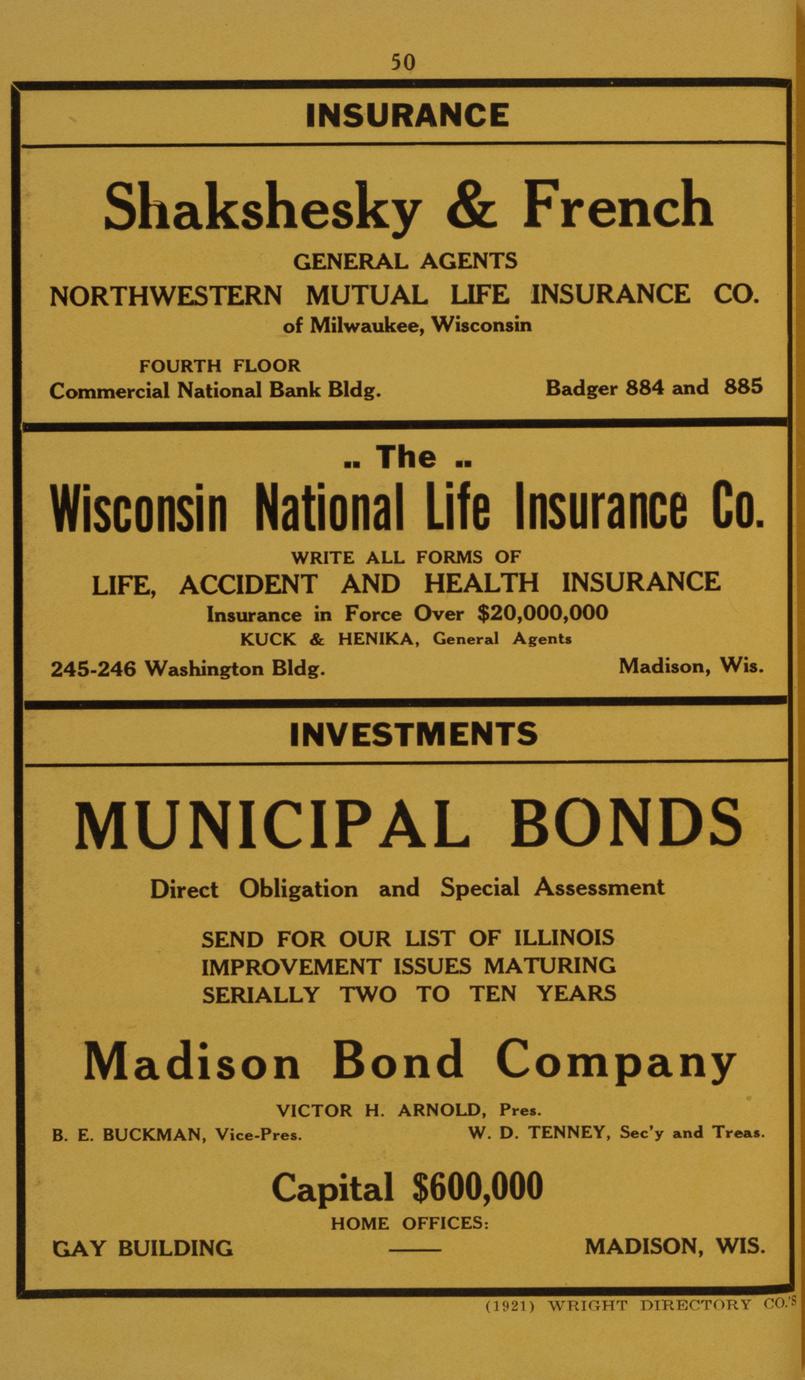 50
INSURANCE
Shakshesky & French
GENERAL AGENTS
NORTHWESTERN MUTUAL LIFE INSURANCE CO.
of Milwaukee, Wisconsin
FOURTH FLOOR
Commercial National Bank Bldg. Badger 884 and 885
.. The ..
Wisconsin National Life Insurance Co.
WRITE ALL FORMS OF
LIFE, ACCIDENT AND HEALTH INSURANCE
Insurance in Force Over $20,000,000
KUCK & HENIKA, General Agents
245-246 Washington Bldg. Madison, Wis.
INVESTMENTS
MUNICIPAL BONDS
Direct Obligation and Special Assessment
SEND FOR OUR LIST OF ILLINOIS
IMPROVEMENT ISSUES MATURING
SERIALLY TWO TO TEN YEARS
Madison Bond Company
VICTOR H. ARNOLD, Pres.
B. E. BUCKMAN, Vice-Pres. W. D. TENNEY, Sec'y and Treas.
Capital $600,000
HOME OFFICES:
GAY BUILDING —— MADISON, WIS.
(1921) WRIGHT DIRECTORY CO.'S